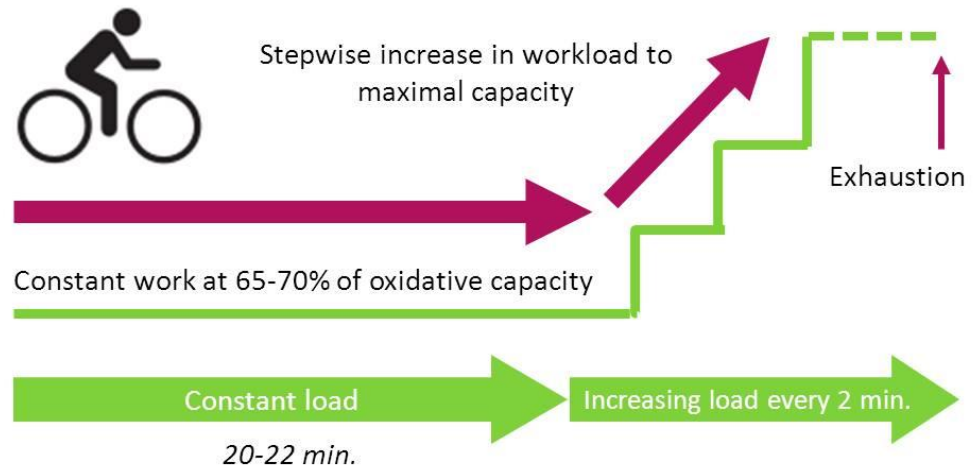 Stepwise increase in workload to
maximal capacity
Exhaustion
Constant work at 65-70% of oxidative capacity
Constant load
Increasing load every 2 min.
20-22 min.